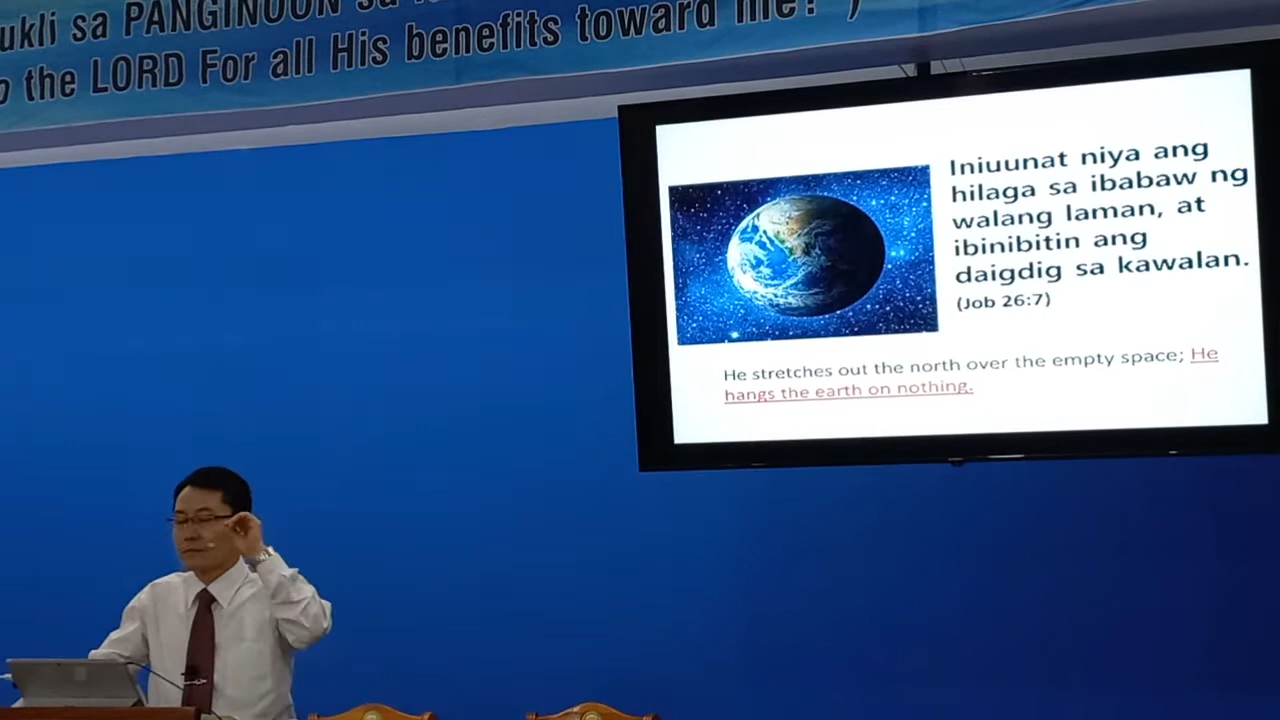 sa PANGINOON sa
the LORD For all His benefits toward me?")
Iniuunat niya ang
hilaga sa ibabaw ng
walang laman, at
ibinibitin ang
daigdig sa kawalan.
(Job 26:7)
He stretches out the north over the empty space; He
hangs the earth on nothing.